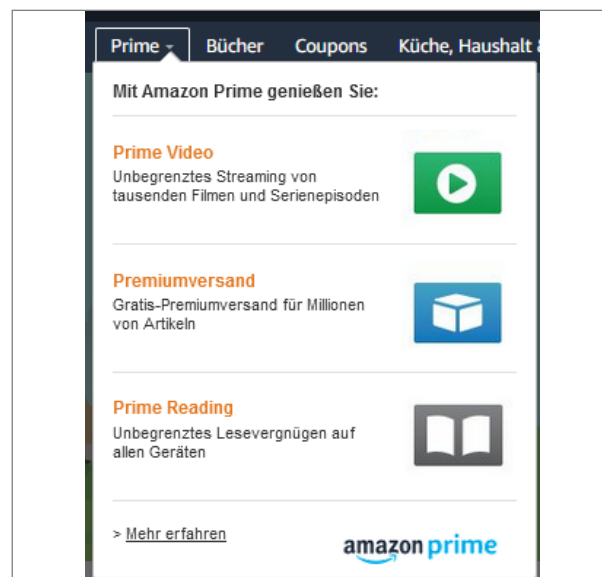 Prime Bücher Coupons Küche, Haushalt
Mit Amazon Prime genießen Sie:
Prime Video
Unbegrenztes Streaming von
tausenden Filmen und Serienepisoden
Premiumversand
Gratis-Premiumversand für Millionen
von Artikeln
Prime Reading
Unbegrenztes Lesevergnügen auf
allen Geräten
> Mehr erfahren
amazon prime